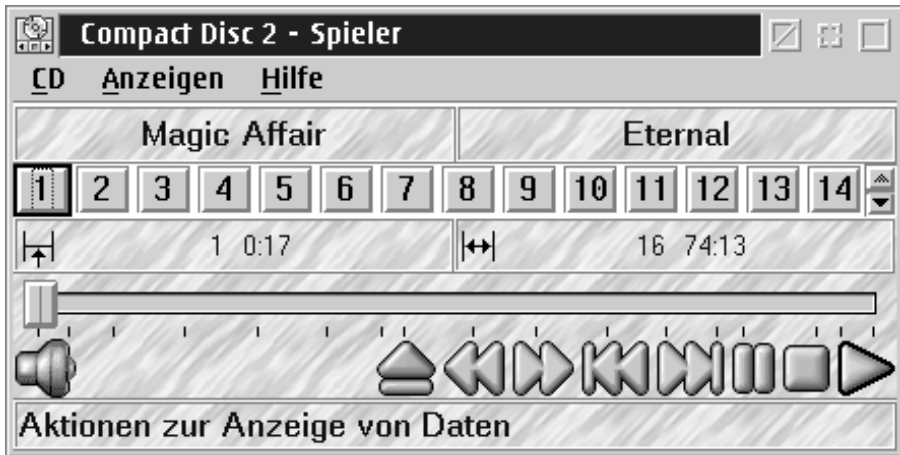 Compact Disc 2 - Spieler
CD Anzeigen Hilfe
Magic Affair Eternal
1 2 3 4 5 6 7 8 9 10 11 12 13 14
1 0:17 16 74:13
Aktionen zur Anzeige von Daten